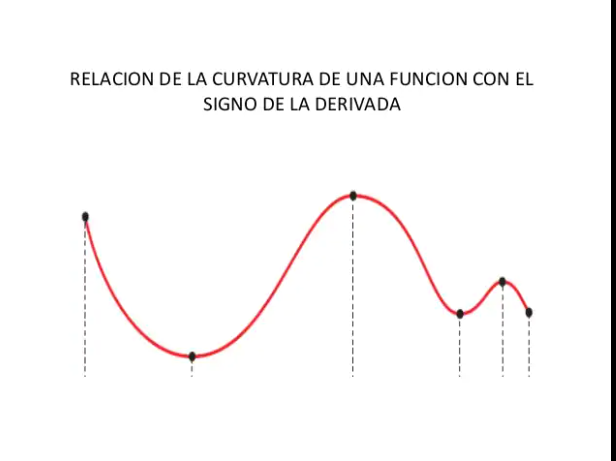 RELACION DE LA CURVATURA DE UNA FUNCION CON EL
SIGNO DE LA DERIVADA